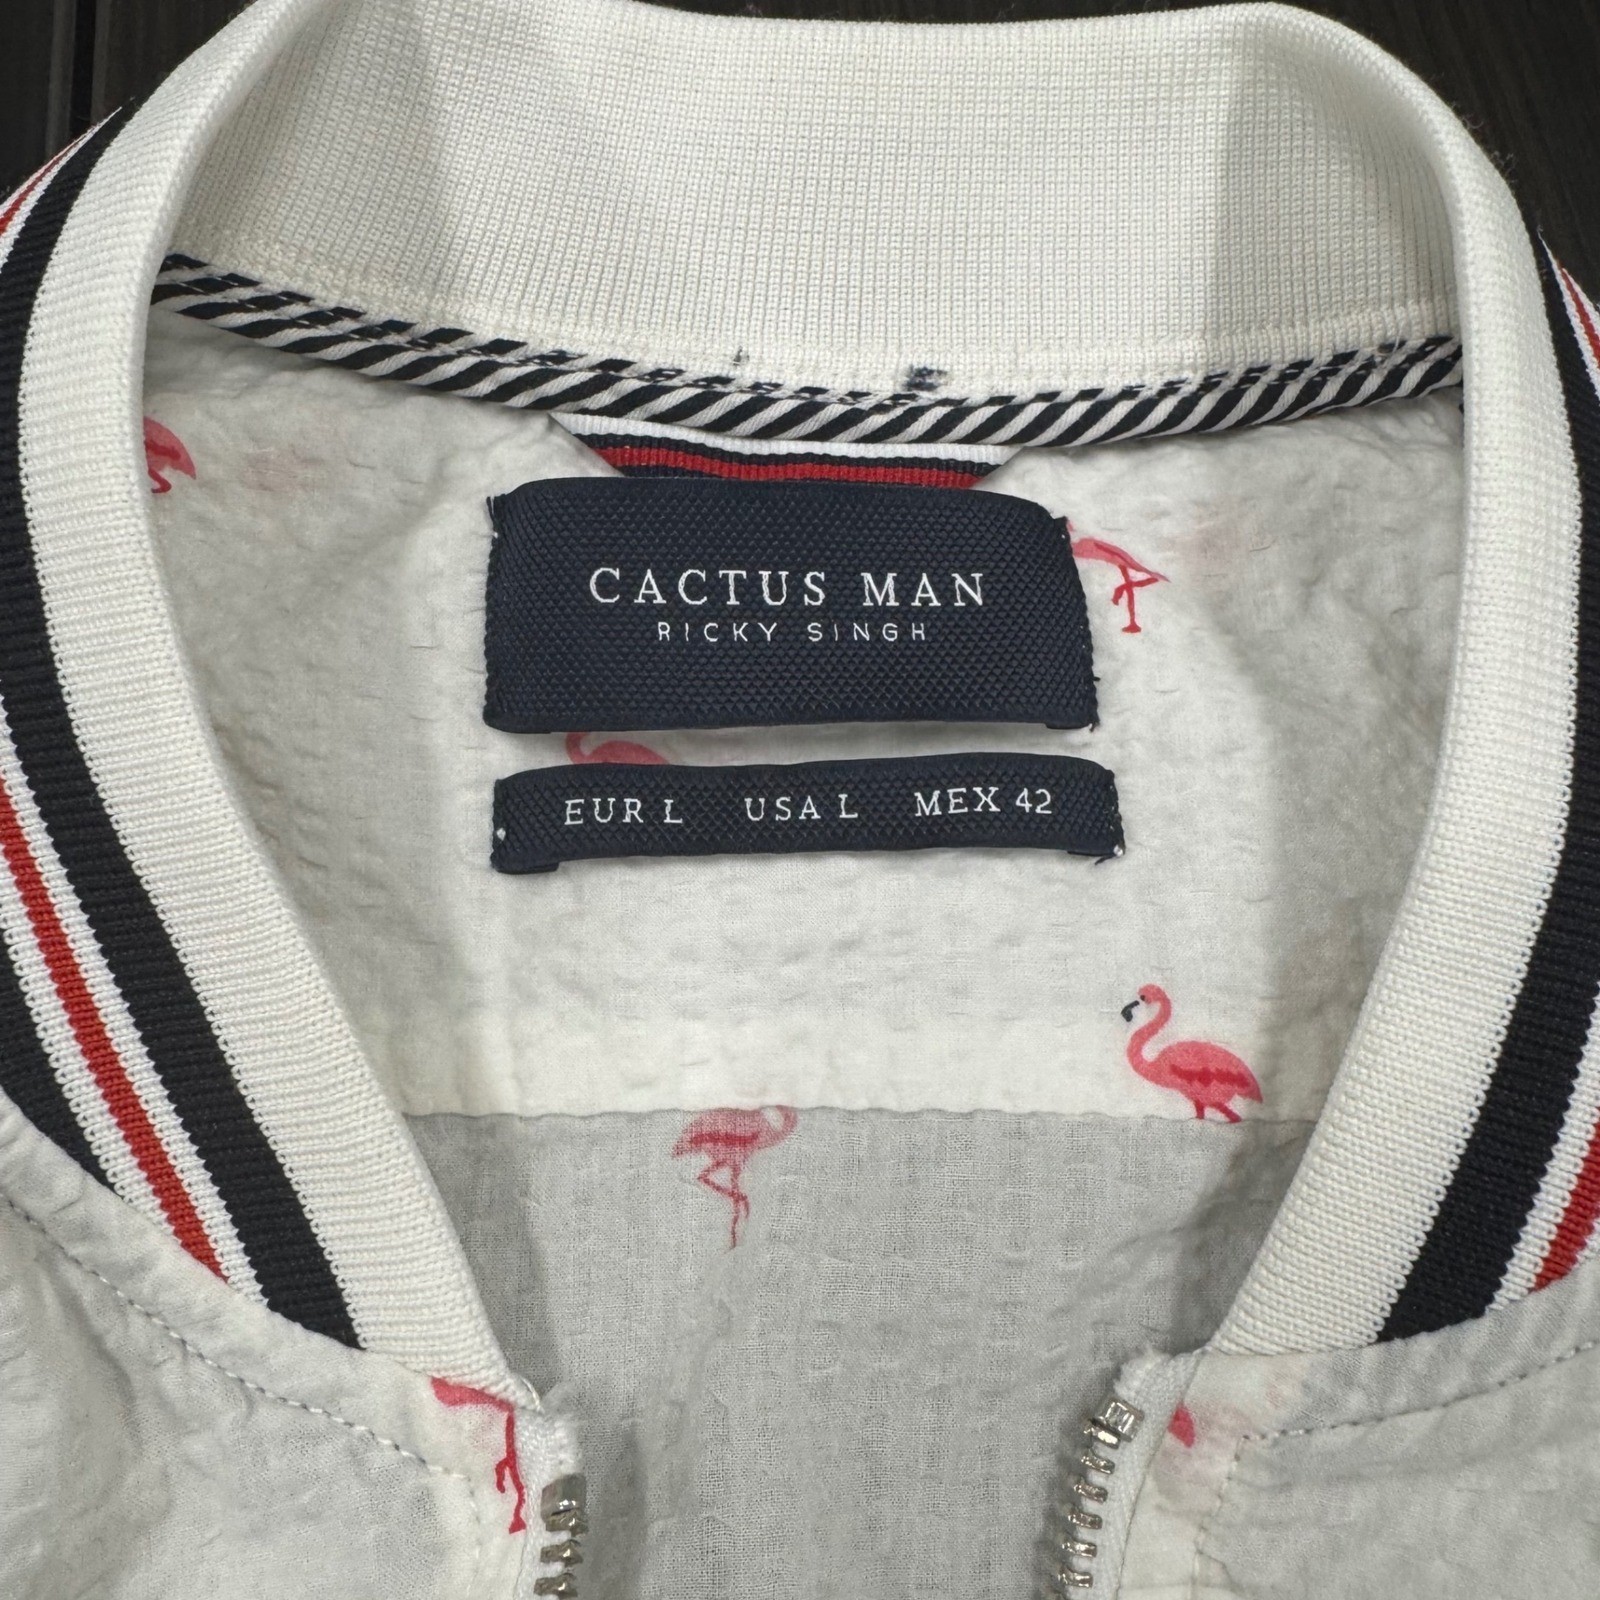 CACTUS MAN
RICKY SINGH
EUR L USA L MEX 42